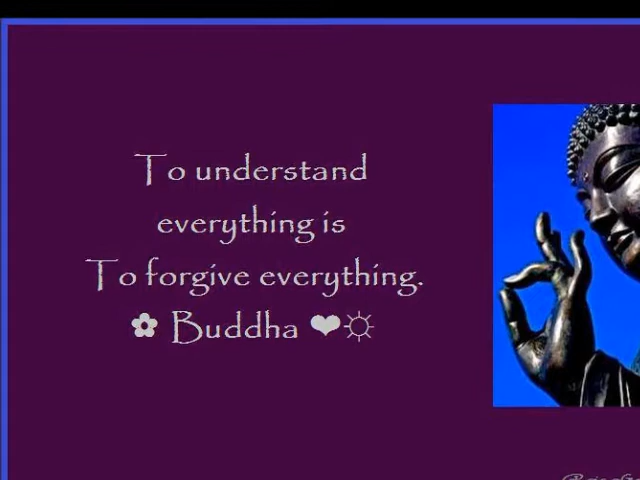 To understand
everything is
To forgive everything.
✿ Buddha ❤☼